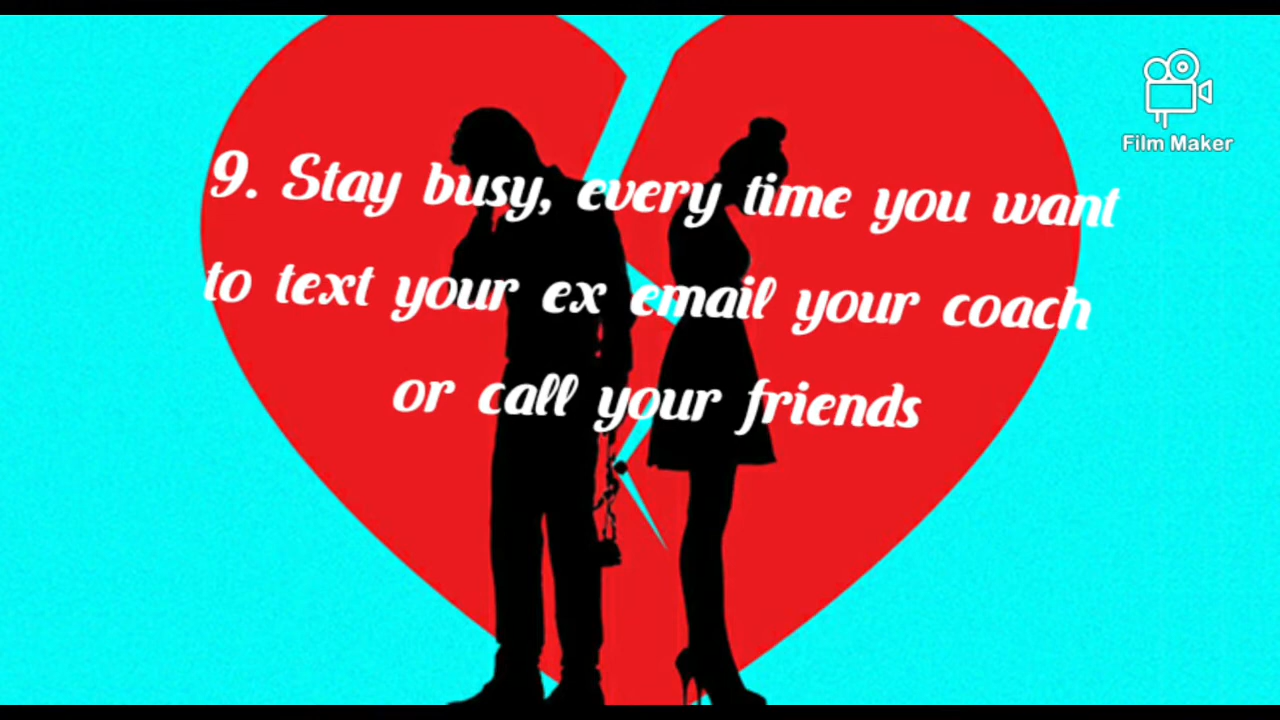 Film Maker
9. Stay busy, every time you want
to text your ex email your coach
or call your friends